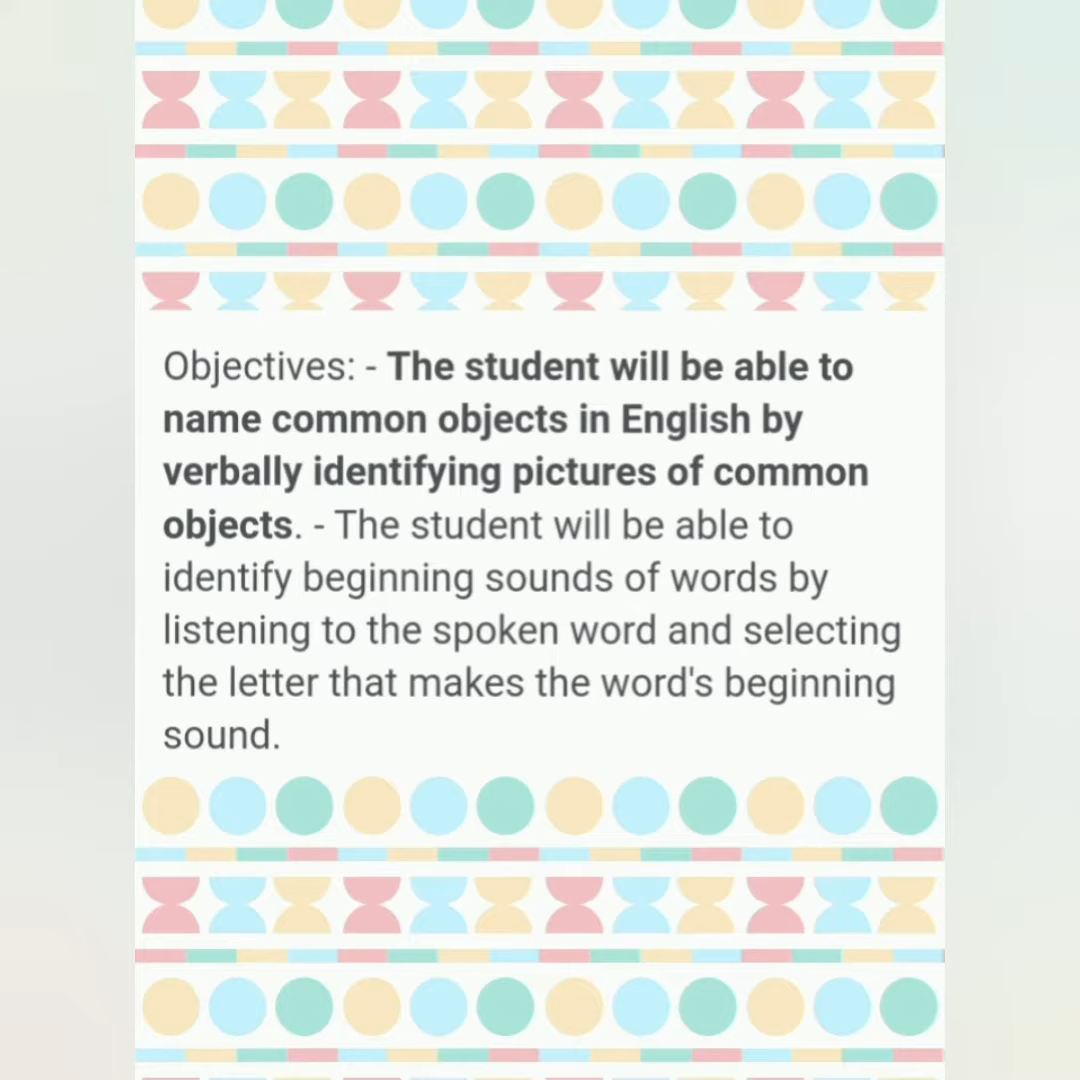 Objectives: - The student will be able to
name common objects in English by
verbally identifying pictures of common
objects. - The student will be able to
identify beginning sounds of words by
listening to the spoken word and selecting
the letter that makes the word's beginning
sound.